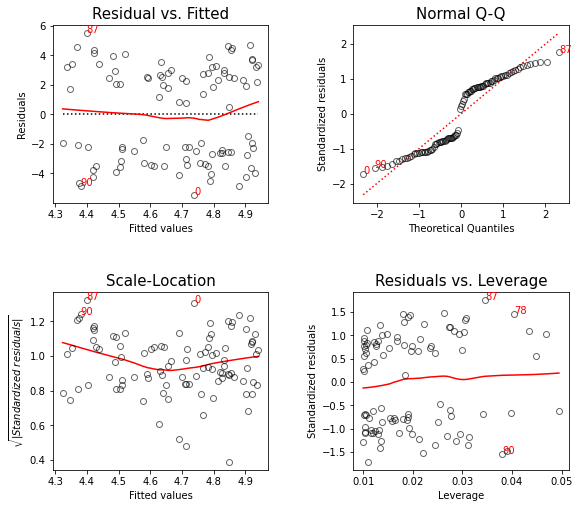 Residual vs. Fitted
87
6
4
2
0
−2
−4
90
0
4.3 4.4 4.5 4.6 4.7 4.8 4.9
Residuals
Fitted values
Normal Q-Q
87
2
1
0
−1
−2
90
0
−2 −1 0 1 2
Standardized residuals
Theoretical Quantiles
Scale-Location
87
0
90
1.2
1.0
0.8
0.6
0.4
4.3 4.4 4.5 4.6 4.7 4.8 4.9
√|Standardized residuals|
Fitted values
Residuals vs. Leverage
87
78
1.5
1.0
0.5
0.0
−0.5
−1.0
−1.5
90
0.01 0.02 0.03 0.04 0.05
Standardized residuals
Leverage